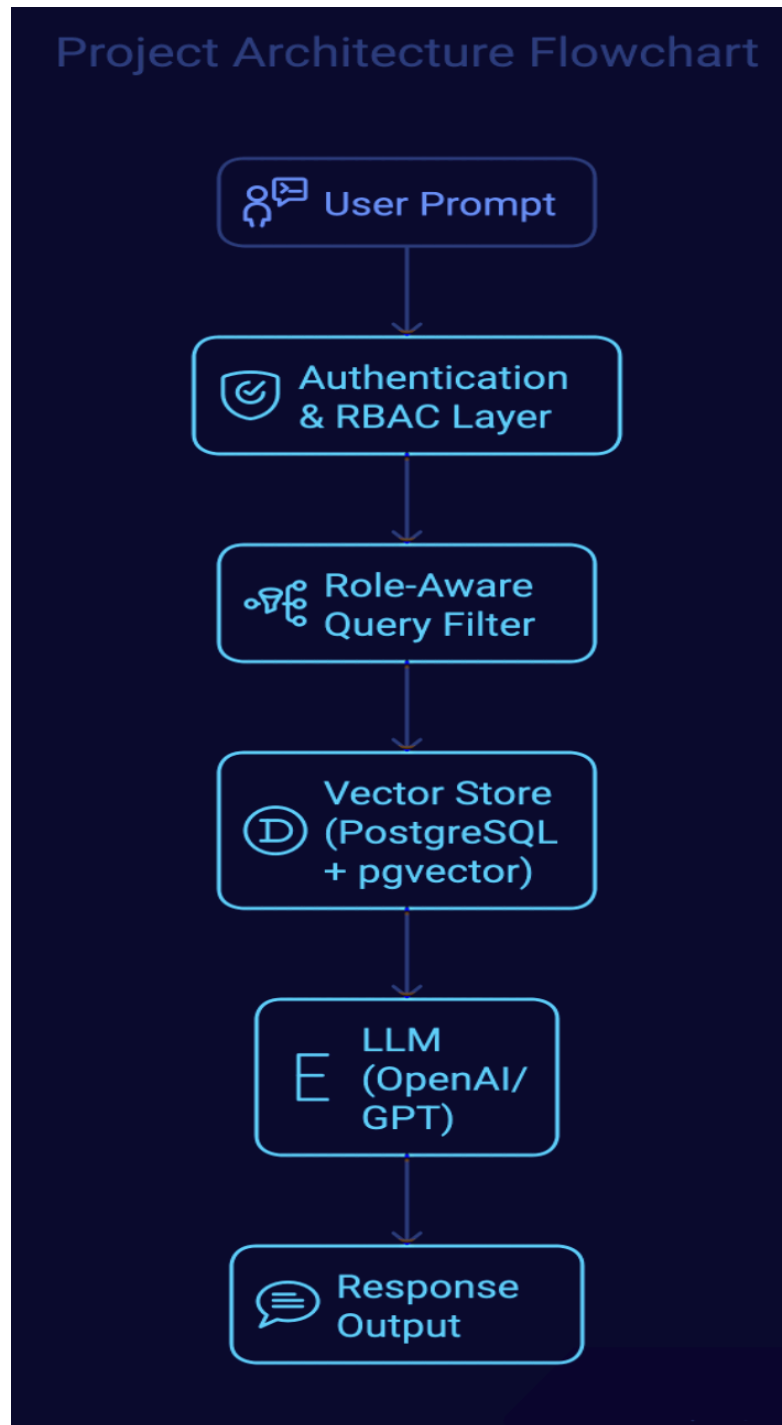 Project Architecture Flowchart
User Prompt
Authentication
& RBAC Layer
Role-Aware
Query Filter
Vector Store
D
(PostgreSQL
+ pgvector)
LLM
E
(OpenAI/
GPT)
Response
Output